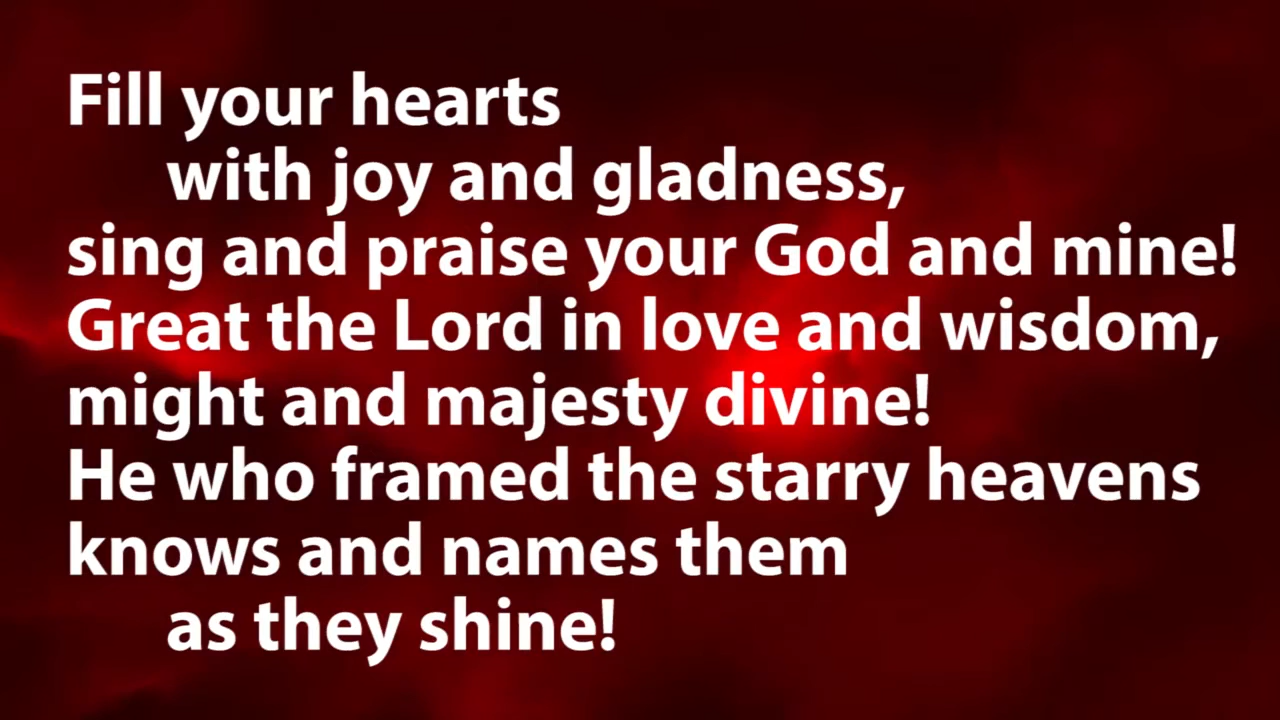 Fill your hearts
with joy and gladness,
sing and praise your God and mine!
Great the Lord in love and wisdom,
might and majesty divine!
He who framed the starry heavens
knows and names them
as they shine!